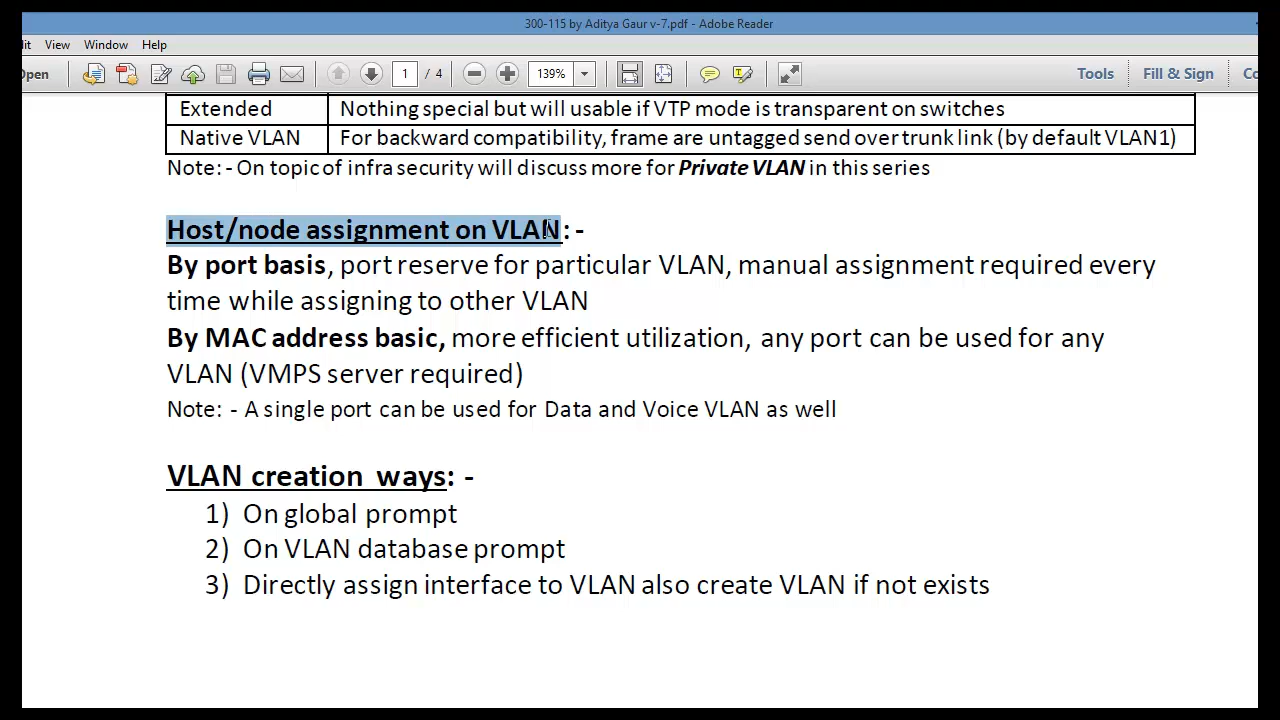 300-115 by Aditya Gaur v-7.pdf - Adobe Reader
it View Window Help
Open 1 / 4 139% Tools Fill & Sign Co
Extended Nothing special but will usable if VTP mode is transparent on switches
Native VLAN For backward compatibility, frame are untagged send over trunk link (by default VLAN1)
Note: - On topic of infra security will discuss more for Private VLAN in this series
Host/node assignment on VLAN: -
By port basis, port reserve for particular VLAN, manual assignment required every
time while assigning to other VLAN
By MAC address basic, more efficient utilization, any port can be used for any
VLAN (VMPS server required)
Note: - A single port can be used for Data and Voice VLAN as well
VLAN creation ways: -
1) On global prompt
2) On VLAN database prompt
3) Directly assign interface to VLAN also create VLAN if not exists